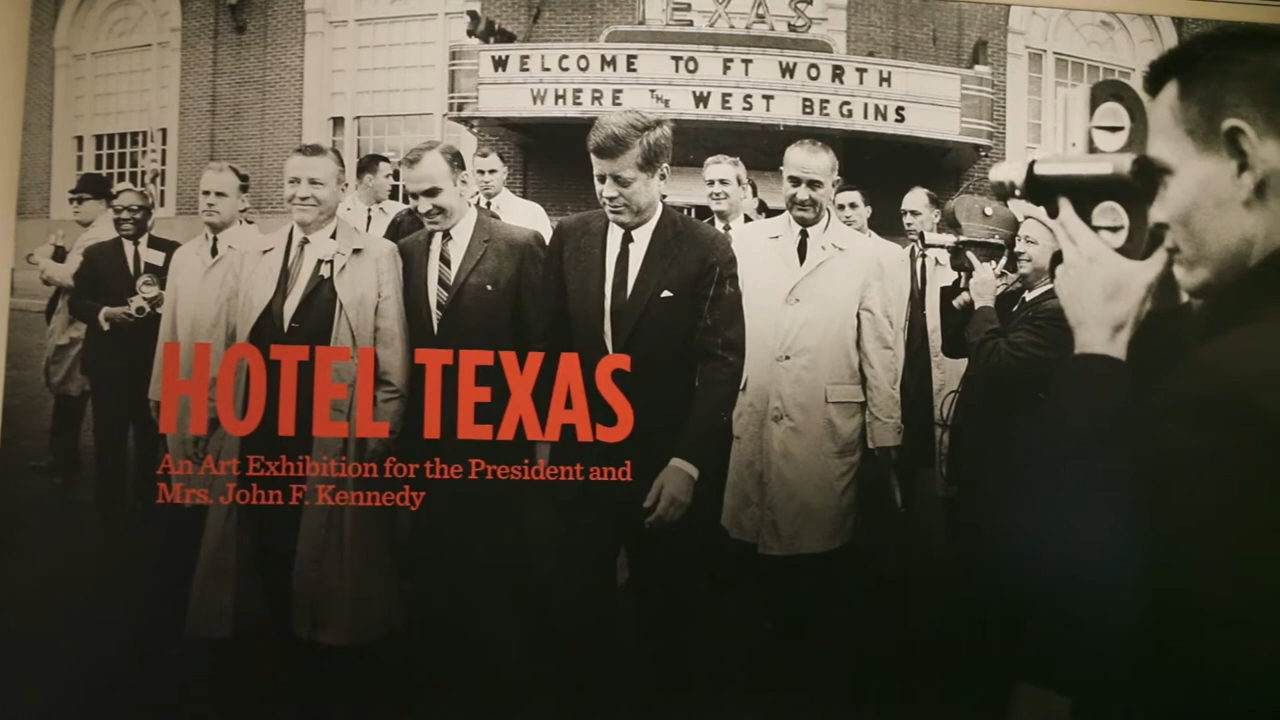 TEXAS
WELCOME TO FT WORTH
WHERE THE WEST BEGINS
HOTEL TEXAS
An Art Exhibition for the President and
Mrs. John F. Kennedy